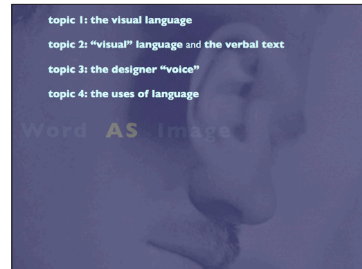 topic 1: the visual language
topic 2: “visual” language and the verbal text
topic 3: the designer “voice”
topic 4: the uses of language
Word AS Image